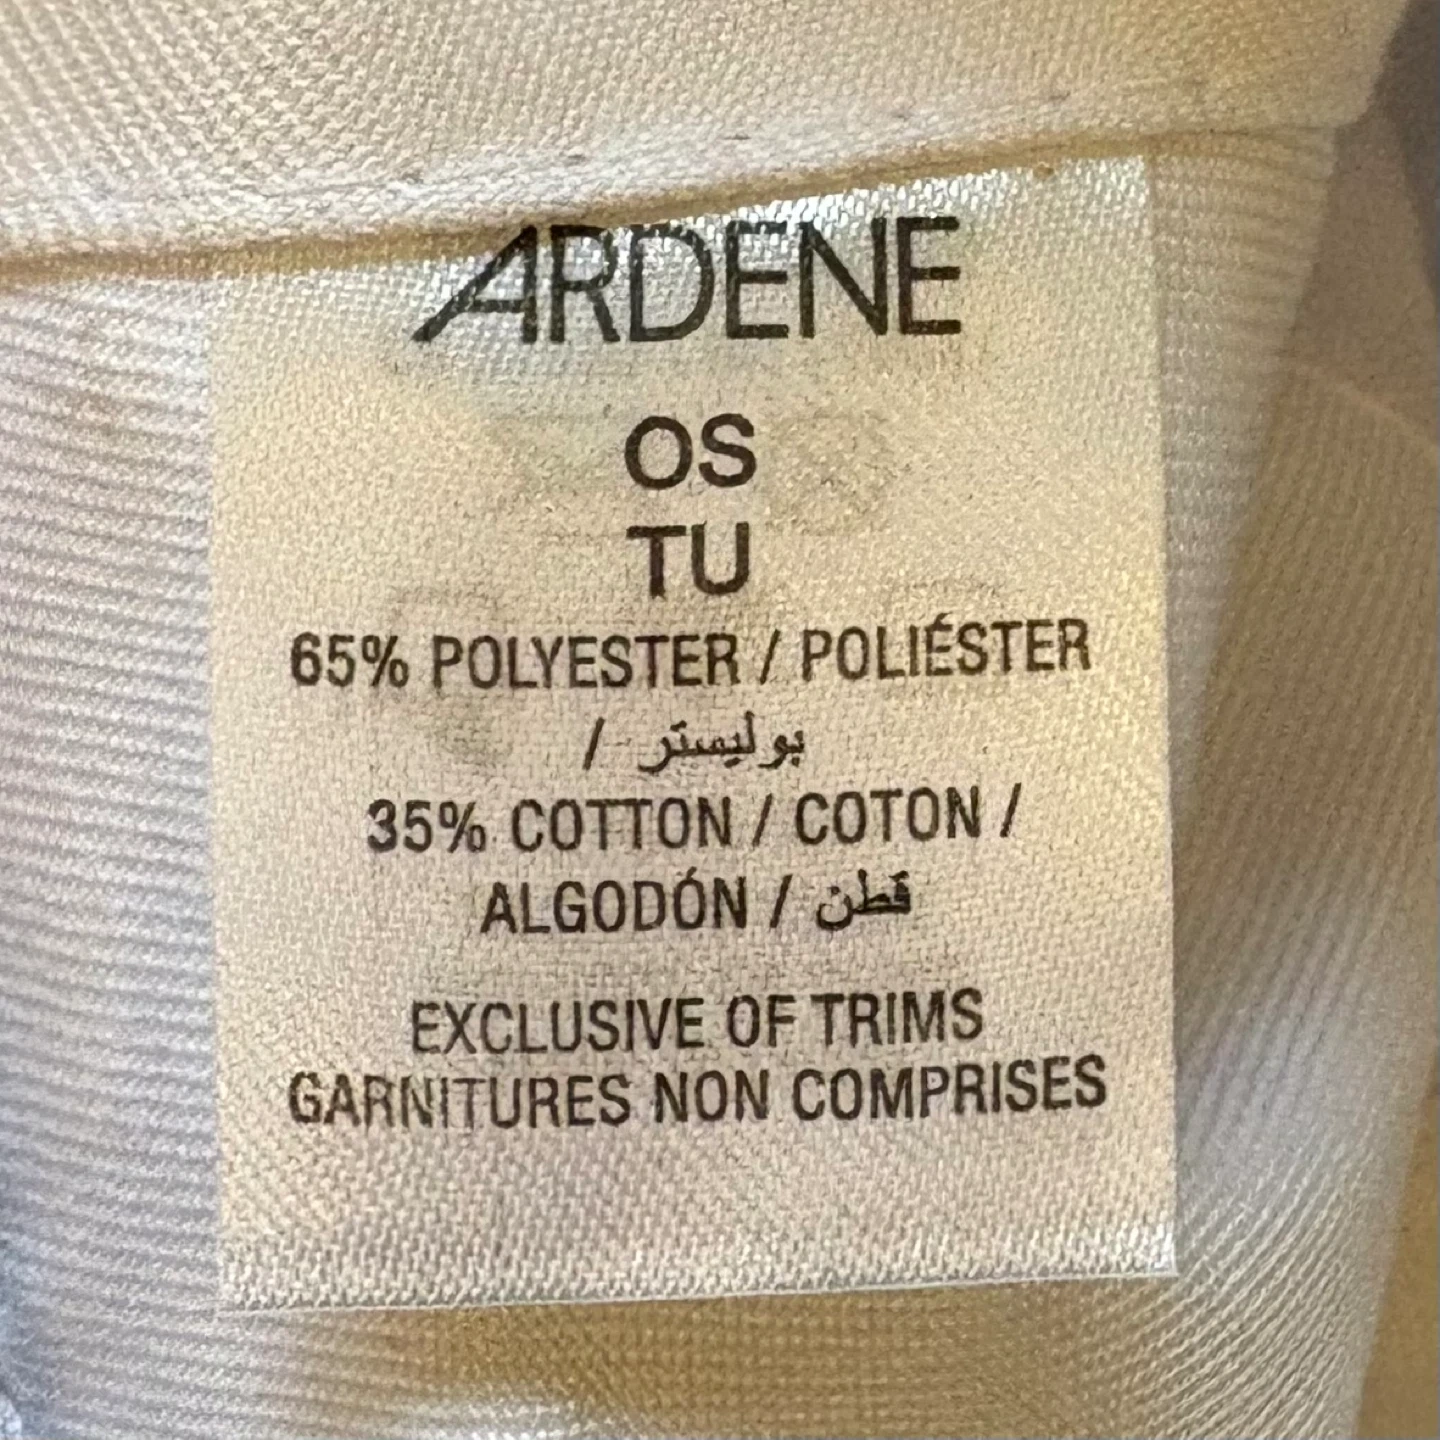 ARDENE
OS
TU
65% POLYESTER / POLIÉSTER
/ بوليستر
35% COTTON / COTON /
ALGODÓN / قطن
EXCLUSIVE OF TRIMS
GARNITURES NON COMPRISES